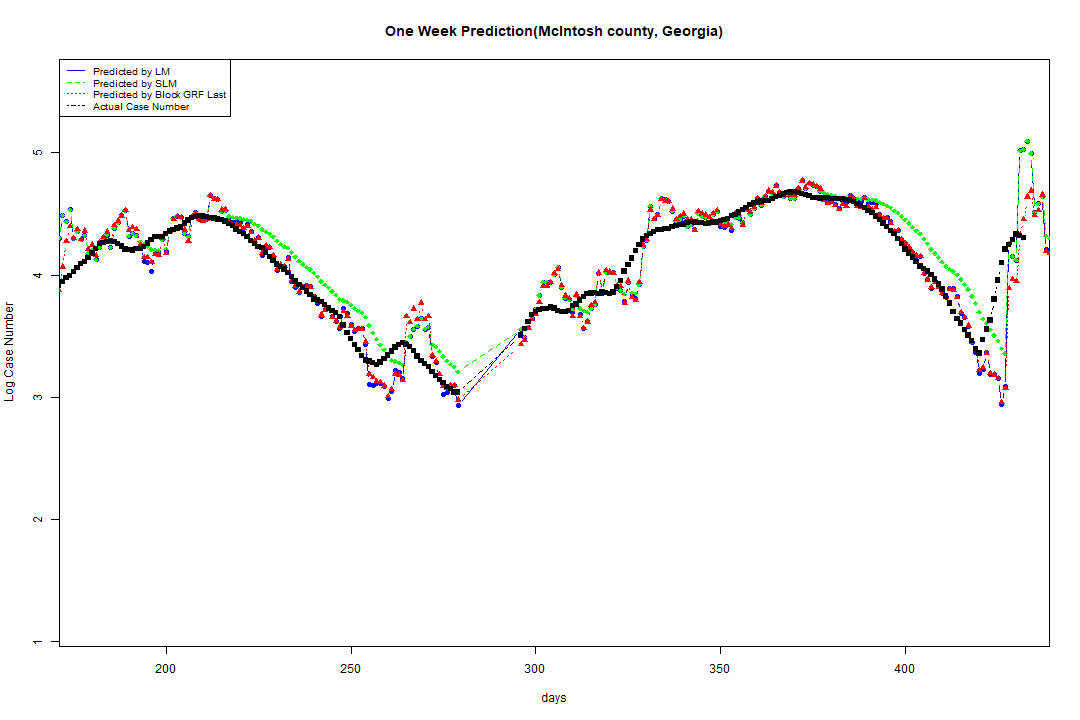 One Week Prediction(McIntosh county, Georgia)
Predicted by LM
Predicted by SLM
Predicted by Block GRF Last
Actual Case Number
5
4
3
2
1
Log Case Number
200 250 300 350 400
days